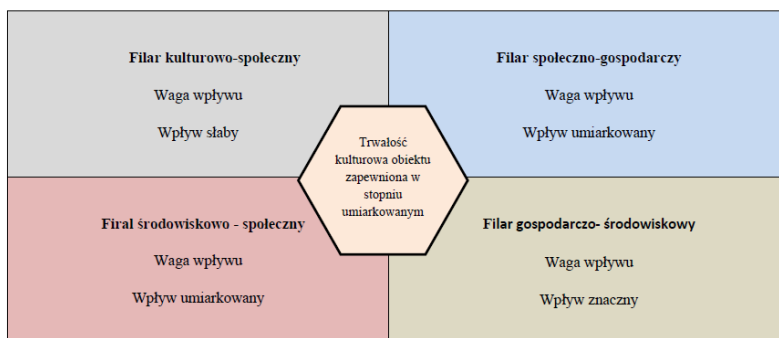 Filar kulturowo-społeczny
Waga wpływu
Wpływ słaby
Filar społeczno-gospodarczy
Waga wpływu
Wpływ umiarkowany
Trwałość
kulturowa obiektu
zapewniona w
stopniu
umiarkowanym
Firal środowiskowo - społeczny
Waga wpływu
Wpływ umiarkowany
Filar gospodarczo- środowiskowy
Waga wpływu
Wpływ znaczny